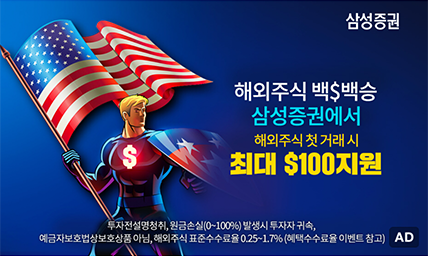 삼성증권
해외주식 백$백승
삼성증권에서
해외주식 첫 거래 시
최대 $100지원
$
투자전설명청취, 원금손실(0~100%) 발생시 투자자 귀속,
예금자보호법상보호상품 아님, 해외주식 표준수수료율 0.25~1.7% (혜택수수료율 이벤트 참고)
AD